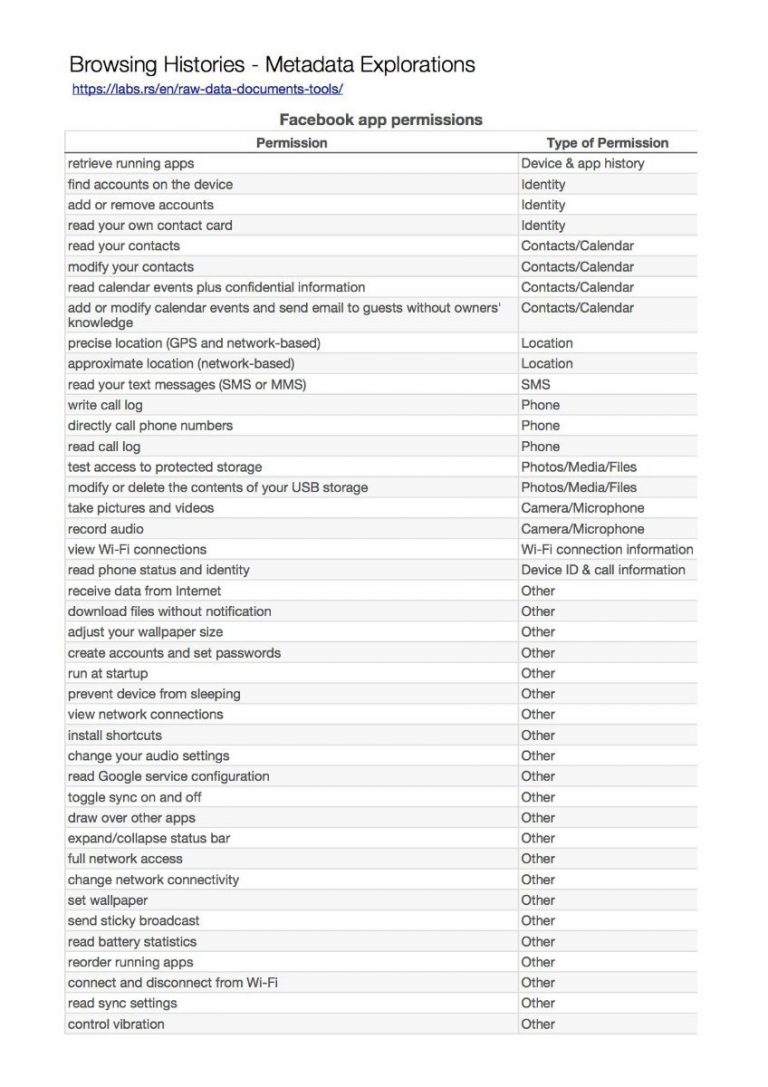 Browsing Histories - Metadata Explorations
https://labs.rs/en/raw-data-documents-tools/
Facebook app permissions
Permission Type of Permission
retrieve running apps Device & app history
find accounts on the device Identity
add or remove accounts Identity
read your own contact card Identity
read your contacts Contacts/Calendar
modify your contacts Contacts/Calendar
read calendar events plus confidential information Contacts/Calendar
add or modify calendar events and send email to guests without owners' Contacts/Calendar
knowledge
precise location (GPS and network-based) Location
approximate location (network-based) Location
read your text messages (SMS or MMS) SMS
write call log Phone
directly call phone numbers Phone
read call log Phone
test access to protected storage Photos/Media/Files
modify or delete the contents of your USB storage Photos/Media/Files
take pictures and videos Camera/Microphone
record audio Camera/Microphone
view Wi-Fi connections Wi-Fi connection information
read phone status and identity Device ID & call information
receive data from Internet Other
download files without notification Other
adjust your wallpaper size Other
create accounts and set passwords Other
run at startup Other
prevent device from sleeping Other
view network connections Other
install shortcuts Other
change your audio settings Other
read Google service configuration Other
toggle sync on and off Other
draw over other apps Other
expand/collapse status bar Other
full network access Other
change network connectivity Other
set wallpaper Other
send sticky broadcast Other
read battery statistics Other
reorder running apps Other
connect and disconnect from Wi-Fi Other
read sync settings Other
control vibration Other